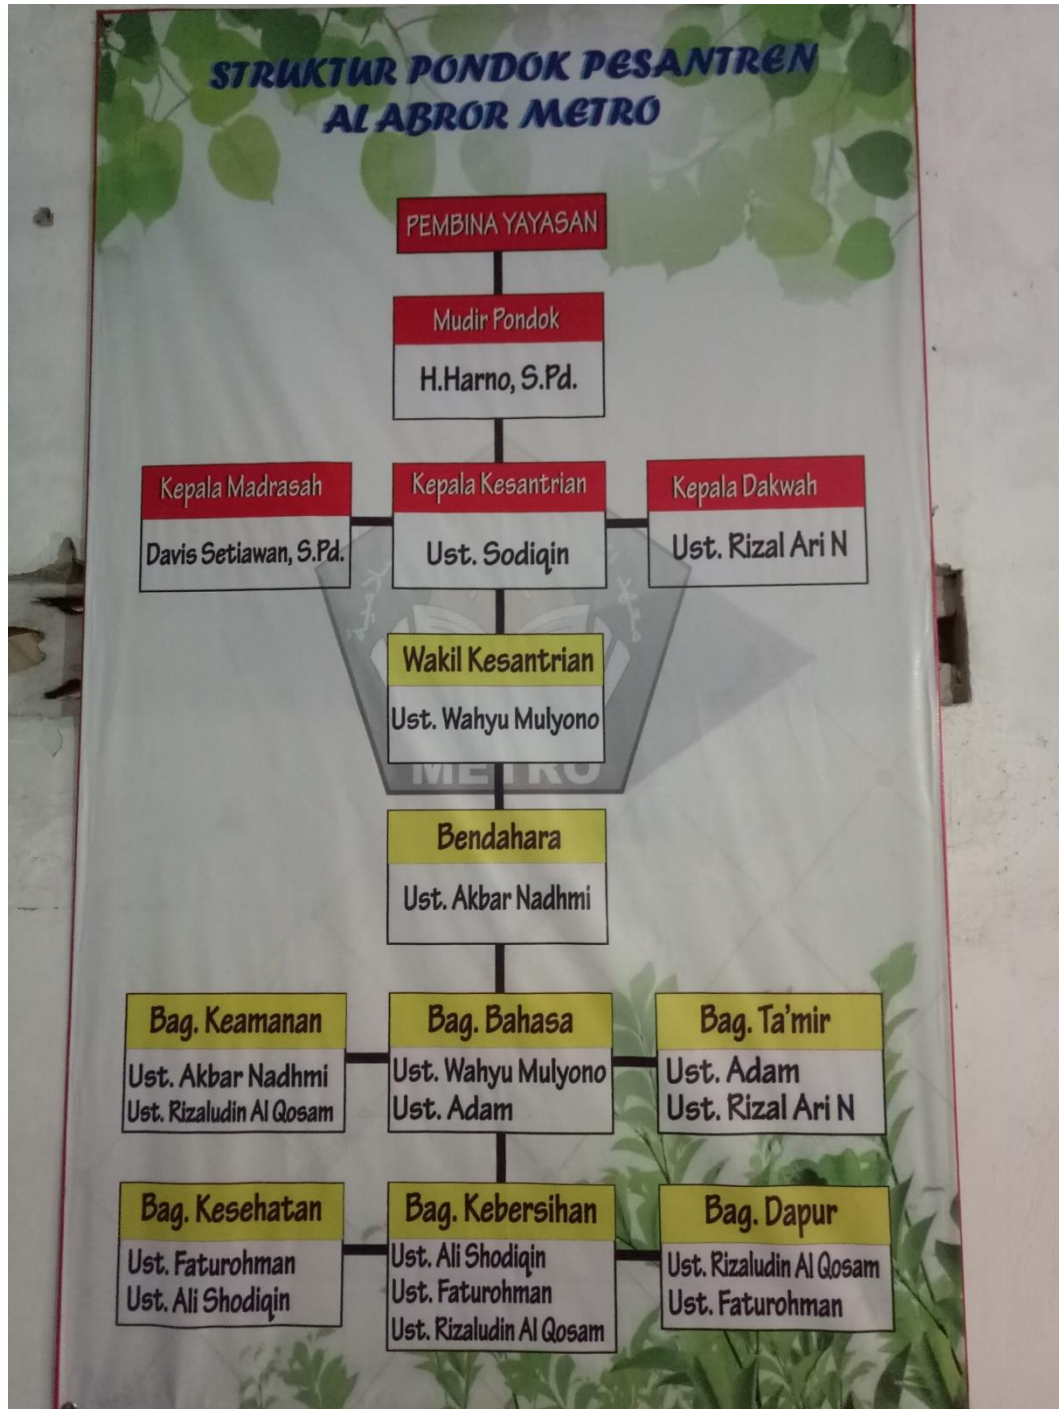 STRUKTUR PONDOK PESANTREN
AL ABROR METRO
PEMBINA YAYASAN
Mudir Pondok
H.Harno, S.Pd.
Kepala Madrasah
Davis Setiawan, S.Pd.
Kepala Kesantrian
Ust. Sodiqin
Kepala Dakwah
Ust. Rizal Ari N
Wakil Kesantrian
Ust. Wahyu Mulyono
METRO
Bendahara
Ust. Akbar Nadhmi
Bag. Keamanan
Ust. Akbar Nadhmi
Ust. Rizaludin Al Qosam
Bag. Bahasa
Ust. Wahyu Mulyono
Ust. Adam
Bag. Ta'mir
Ust. Adam
Ust. Rizal Ari N
Bag. Kesehatan
Ust. Faturohman
Ust. Ali Shodiqin
Bag. Kebersihan
Ust. Ali Shodiqin
Ust. Faturohman
Ust. Rizaludin Al Qosam
Bag. Dapur
Ust. Rizaludin Al Qosam
Ust. Faturohman